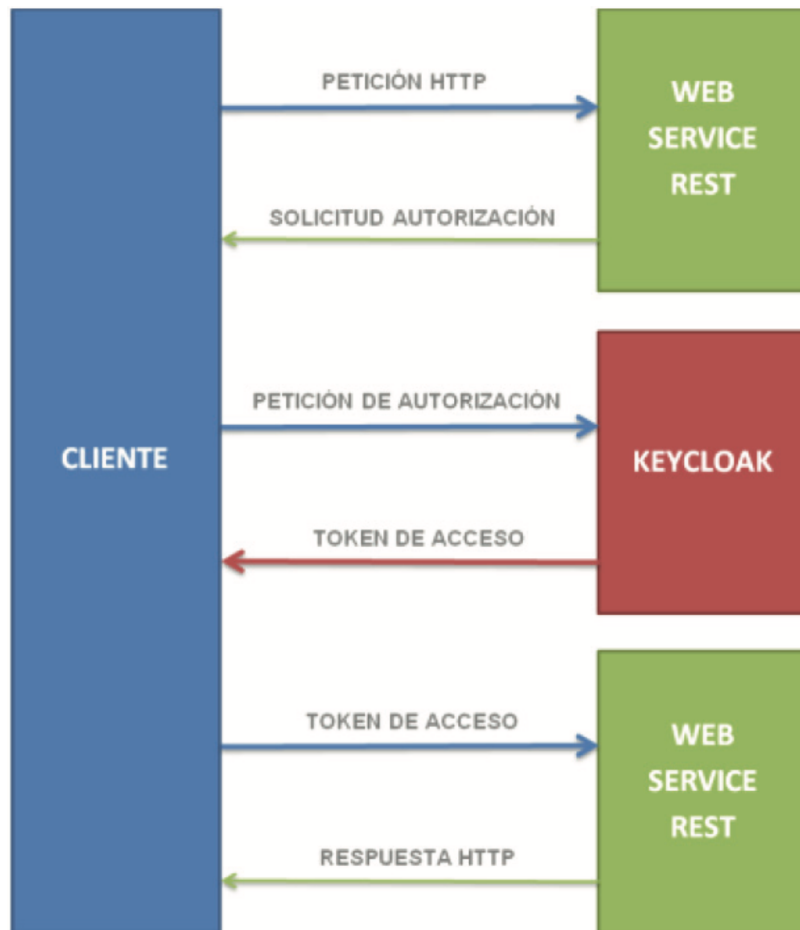 PETICIÓN HTTP
WEB
SERVICE
REST
SOLICITUD AUTORIZACIÓN
PETICIÓN DE AUTORIZACIÓN
CLIENTE
KEYCLOAK
TOKEN DE ACCESO
TOKEN DE ACCESO
WEB
SERVICE
REST
RESPUESTA HTTP